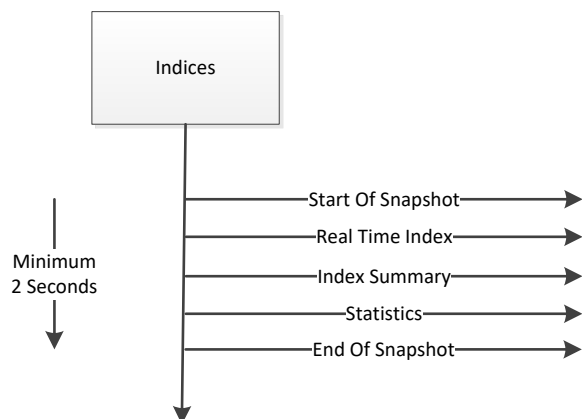 Indices
Start Of Snapshot
Real Time Index
Minimum
2 Seconds
Index Summary
Statistics
End Of Snapshot